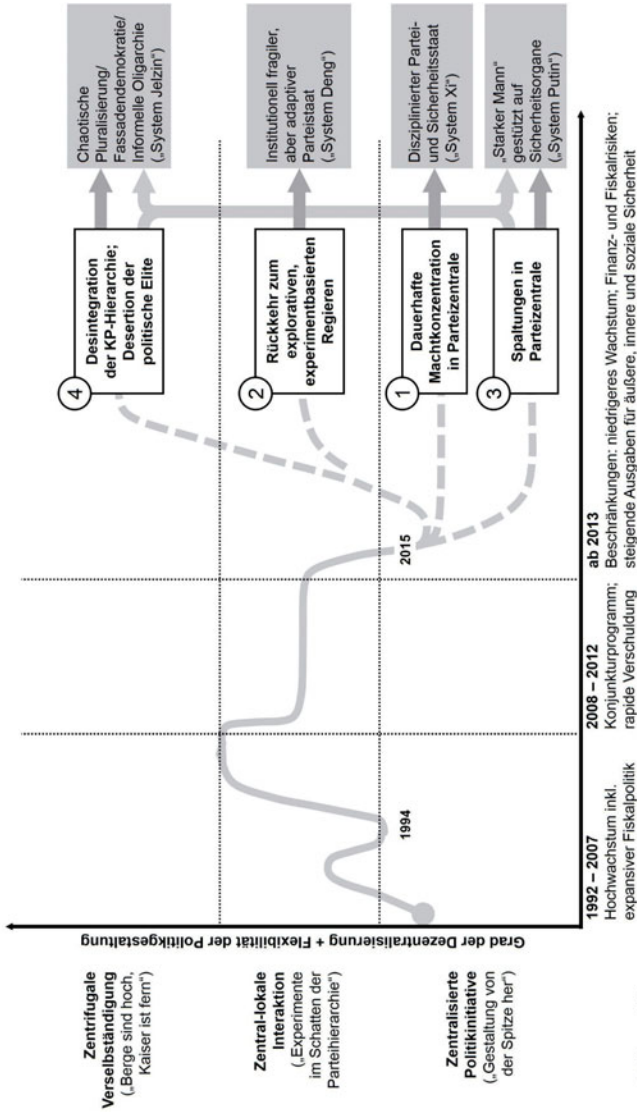 Zentrifugale
Verselbständigung
(„Berge sind hoch,
Kaiser ist fern“)
Zentral-lokale
Interaktion
(„Experimente
im Schatten der
Parteihierarchie“)
Zentralisierte
Politikinitiative
(„Gestaltung von
der Spitze her“)
Grad der Dezentralisierung + Flexibilität der Politikgestaltung
1994
2015
4
Desintegration
der KP-Hierarchie;
Desertion der
politische Elite
2
Rückkehr zum
explorativen,
experimentbasierten
Regieren
1
Dauerhafte
Machtkonzentration
in Parteizentrale
3
Spaltungen in
Parteizentrale
Chaotische
Pluralisierung/
Fassadendemokratie/
Informelle Oligarchie
(„System Jelzin“)
Institutionell fragiler,
aber adaptiver
Parteistaat
(„System Deng“)
Disziplinierter Partei-
und Sicherheitsstaat
(„System Xi“)
„Starker Mann“
gestützt auf
Sicherheitsorgane
(„System Putin“)
1992 – 2007
Hochwachstum inkl.
expansiver Fiskalpolitik
2008 – 2012
Konjunkturprogramm;
rapide Verschuldung
ab 2013
Beschränkungen: niedrigeres Wachstum; Finanz- und Fiskalrisiken;
steigende Ausgaben für äußere, innere und soziale Sicherheit